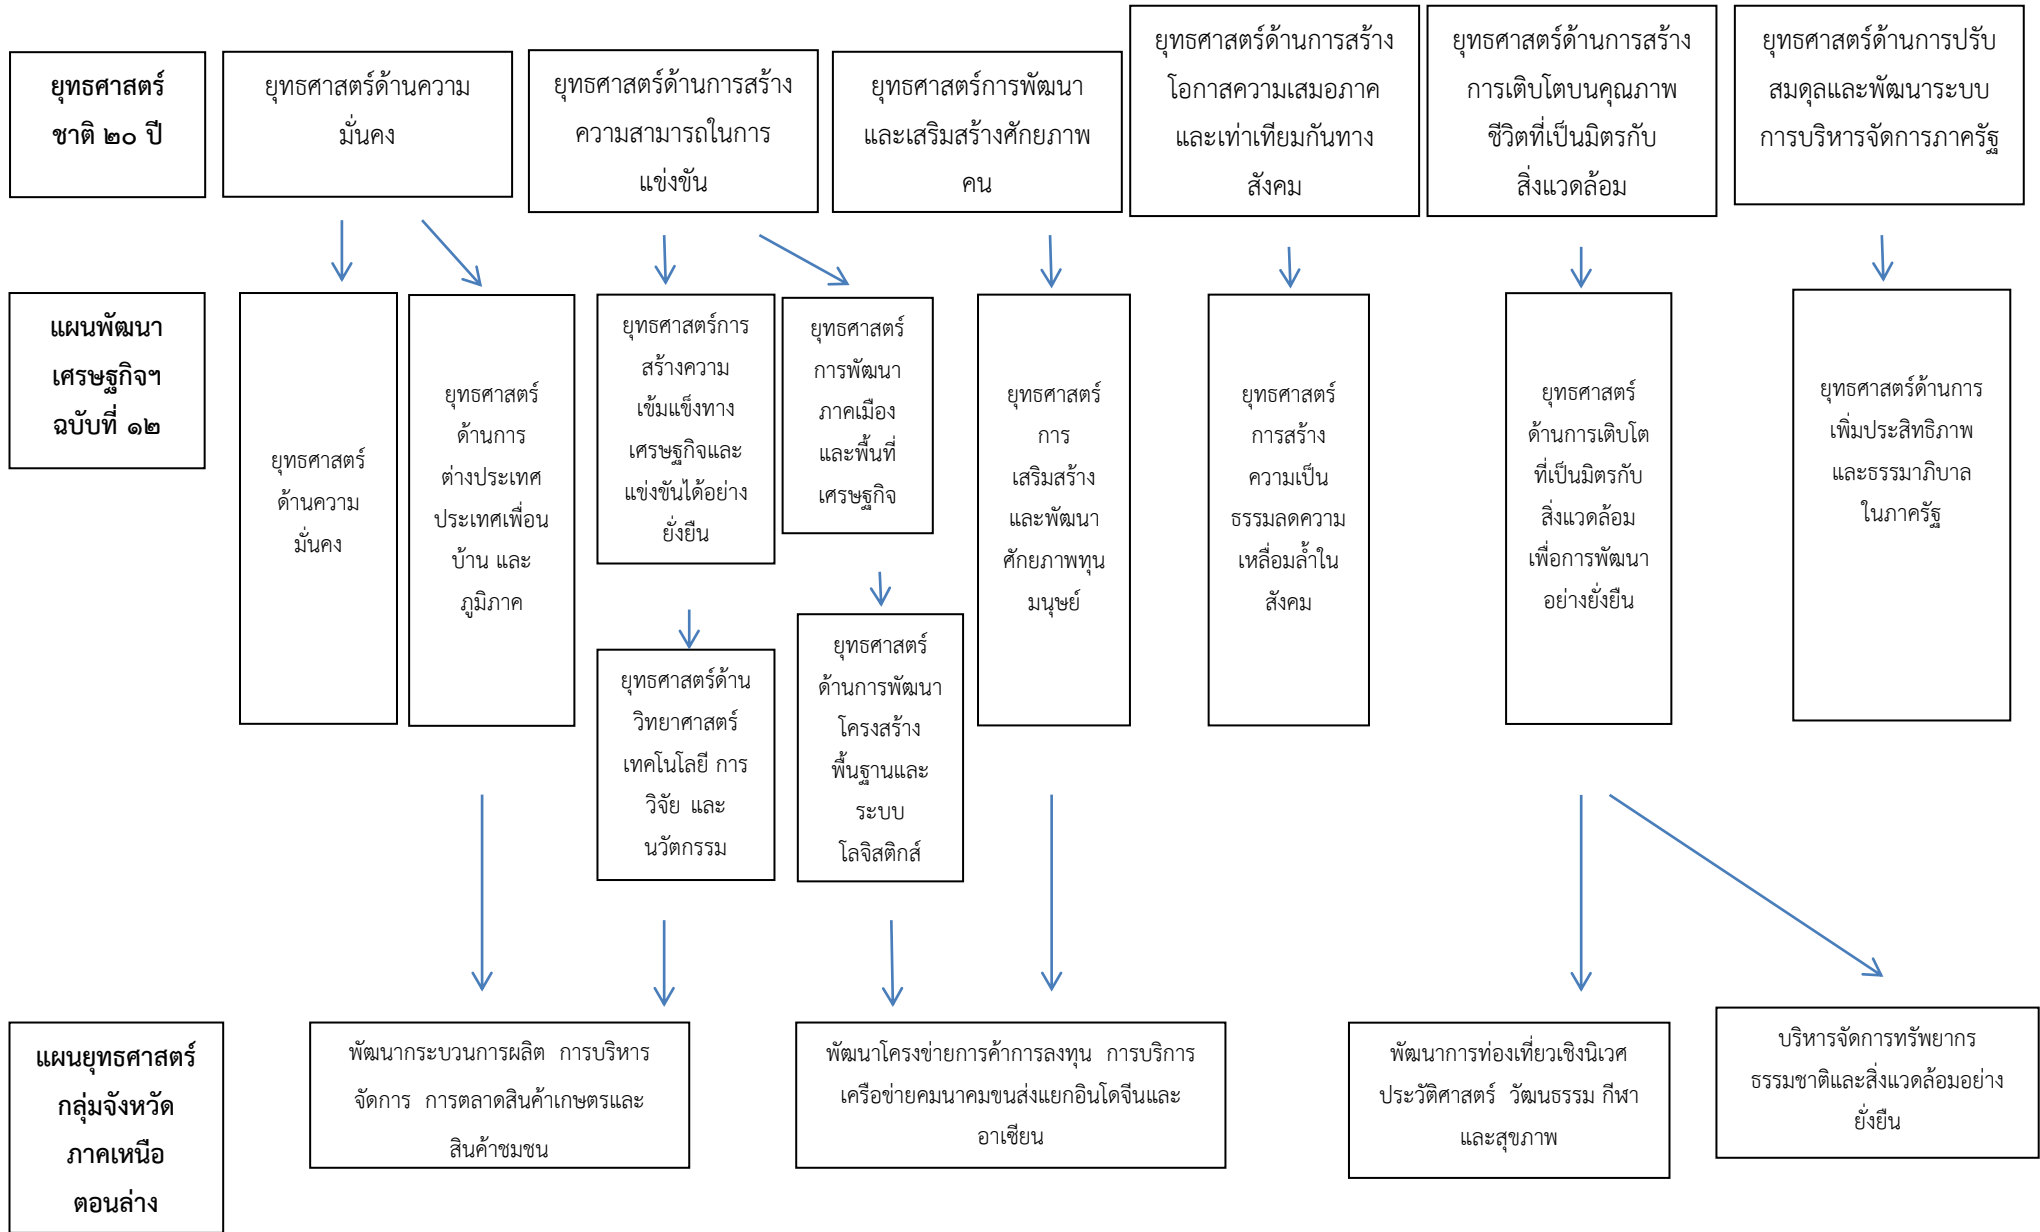 ยุทธศาสตร์
ชาติ ๒๐ ปี
ยุทธศาสตร์ด้านความ
มั่นคง
ยุทธศาสตร์ด้านการสร้าง
ความสามารถในการ
แข่งขัน
ยุทธศาสตร์การพัฒนา
และเสริมสร้างศักยภาพ
คน
ยุทธศาสตร์ด้านการสร้าง
โอกาสความเสมอภาค
และเท่าเทียมกันทาง
สังคม
ยุทธศาสตร์ด้านการสร้าง
การเติบโตบนคุณภาพ
ชีวิตที่เป็นมิตรกับ
สิ่งแวดล้อม
ยุทธศาสตร์ด้านการปรับ
สมดุลและพัฒนาระบบ
การบริหารจัดการภาครัฐ
แผนพัฒนา
เศรษฐกิจฯ
ฉบับที่ ๑๒
ยุทธศาสตร์
ด้านความ
มั่นคง
ยุทธศาสตร์
ด้านการ
ต่างประเทศ
ประเทศเพื่อน
บ้าน และ
ภูมิภาค
ยุทธศาสตร์การ
สร้างความ
เข้มแข็งทาง
เศรษฐกิจและ
แข่งขันได้อย่าง
ยั่งยืน
ยุทธศาสตร์
การพัฒนา
ภาคเมือง
และพื้นที่
เศรษฐกิจ
ยุทธศาสตร์
การ
เสริมสร้าง
และพัฒนา
ศักยภาพทุน
มนุษย์
ยุทธศาสตร์
การสร้าง
ความเป็น
ธรรมลดความ
เหลื่อมล้ำใน
สังคม
ยุทธศาสตร์
ด้านการเติบโต
ที่เป็นมิตรกับ
สิ่งแวดล้อม
เพื่อการพัฒนา
อย่างยั่งยืน
ยุทธศาสตร์ด้านการ
เพิ่มประสิทธิภาพ
และธรรมาภิบาล
ในภาครัฐ
ยุทธศาสตร์ด้าน
วิทยาศาสตร์
เทคโนโลยี การ
วิจัย และ
นวัตกรรม
ยุทธศาสตร์
ด้านการพัฒนา
โครงสร้าง
พื้นฐานและ
ระบบ
โลจิสติกส์
แผนยุทธศาสตร์
กลุ่มจังหวัด
ภาคเหนือ
ตอนล่าง
พัฒนากระบวนการผลิต การบริหาร
จัดการ การตลาดสินค้าเกษตรและ
สินค้าชมชน
พัฒนาโครงข่ายการค้าการลงทุน การบริการ
เครือข่ายคมนาคมขนส่งแยกอินโดจีนและ
อาเซียน
พัฒนาการท่องเที่ยวเชิงนิเวศ
ประวัติศาสตร์ วัฒนธรรม กีฬา
และสุขภาพ
บริหารจัดการทรัพยากร
ธรรมชาติและสิ่งแวดล้อมอย่าง
ยั่งยืน